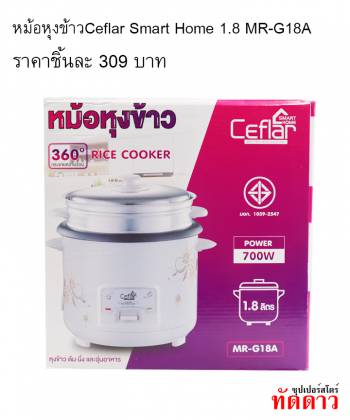 หม้อหุงข้าวCeflar Smart Home 1.8 MR-G18A
ราคาชิ้นละ 309 บาท
หม้อหุงข้าว
Ceflar
SMART HOME
360°
RICE COOKER
มอก. 1039-2547
POWER
700W
Ceflar
1.8 ลิตร
MR-G18A
หุงข้าว ต้ม นึ่ง และอุ่นอาหาร
ซุปเปอร์สโตร์
ทัดดาว